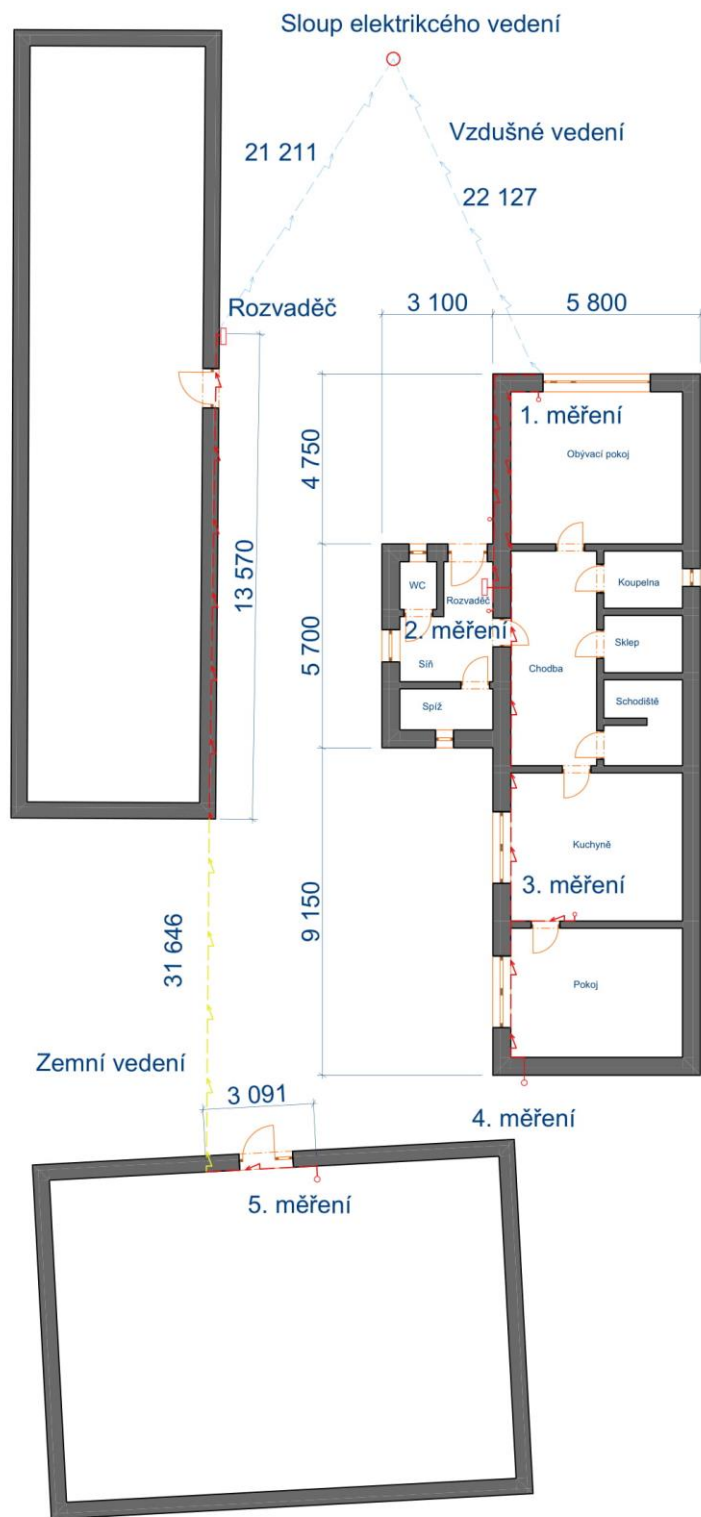 Sloup elektrikcého vedení
Vzdušné vedení
21 211
22 127
Rozvaděč
3 100
5 800
1. měření
Obývací pokoj
4 750
13 570
WC
Rozvaděč
Koupelna
2. měření
5 700
Síň
Chodba
Sklep
Spíž
Schodiště
Kuchyně
3. měření
9 150
31 646
Pokoj
Zemní vedení
3 091
4. měření
5. měření